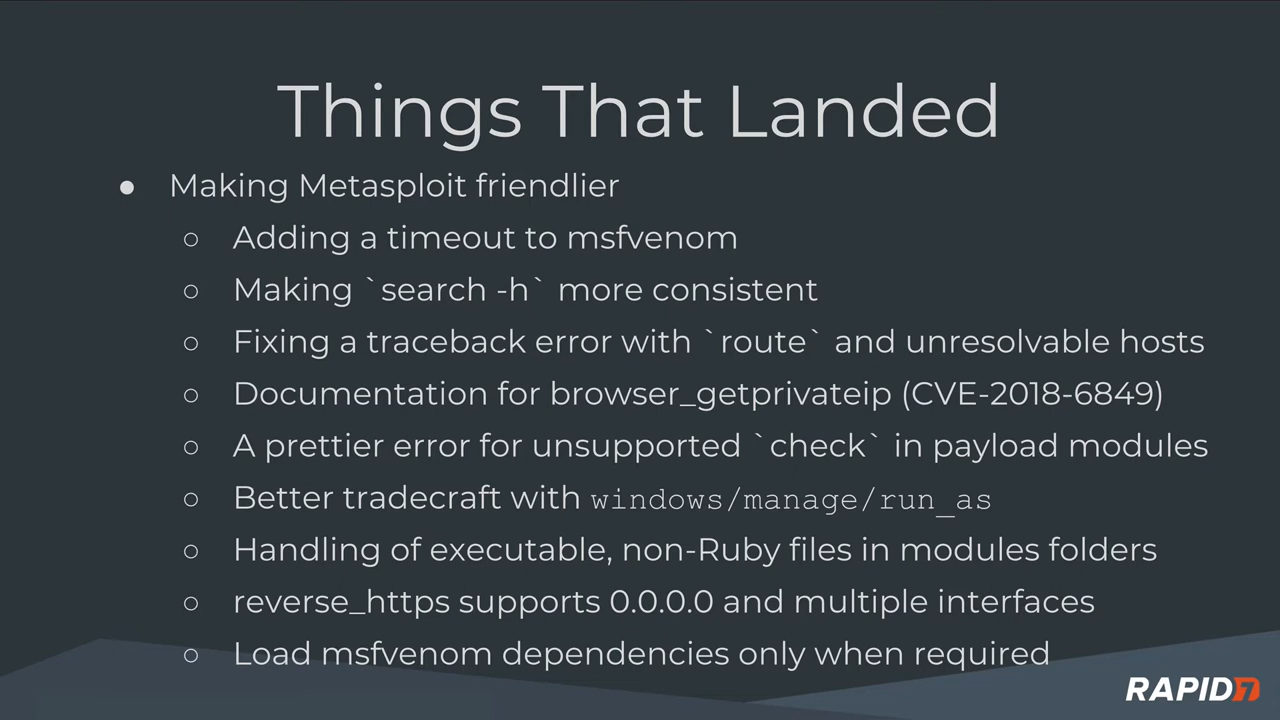 Things That Landed
● Making Metasploit friendlier
○ Adding a timeout to msfvenom
○ Making `search -h` more consistent
○ Fixing a traceback error with `route` and unresolvable hosts
○ Documentation for browser_getprivateip (CVE-2018-6849)
○ A prettier error for unsupported `check` in payload modules
○ Better tradecraft with windows/manage/run_as
○ Handling of executable, non-Ruby files in modules folders
○ reverse_https supports 0.0.0.0 and multiple interfaces
○ Load msfvenom dependencies only when required
RAPID7